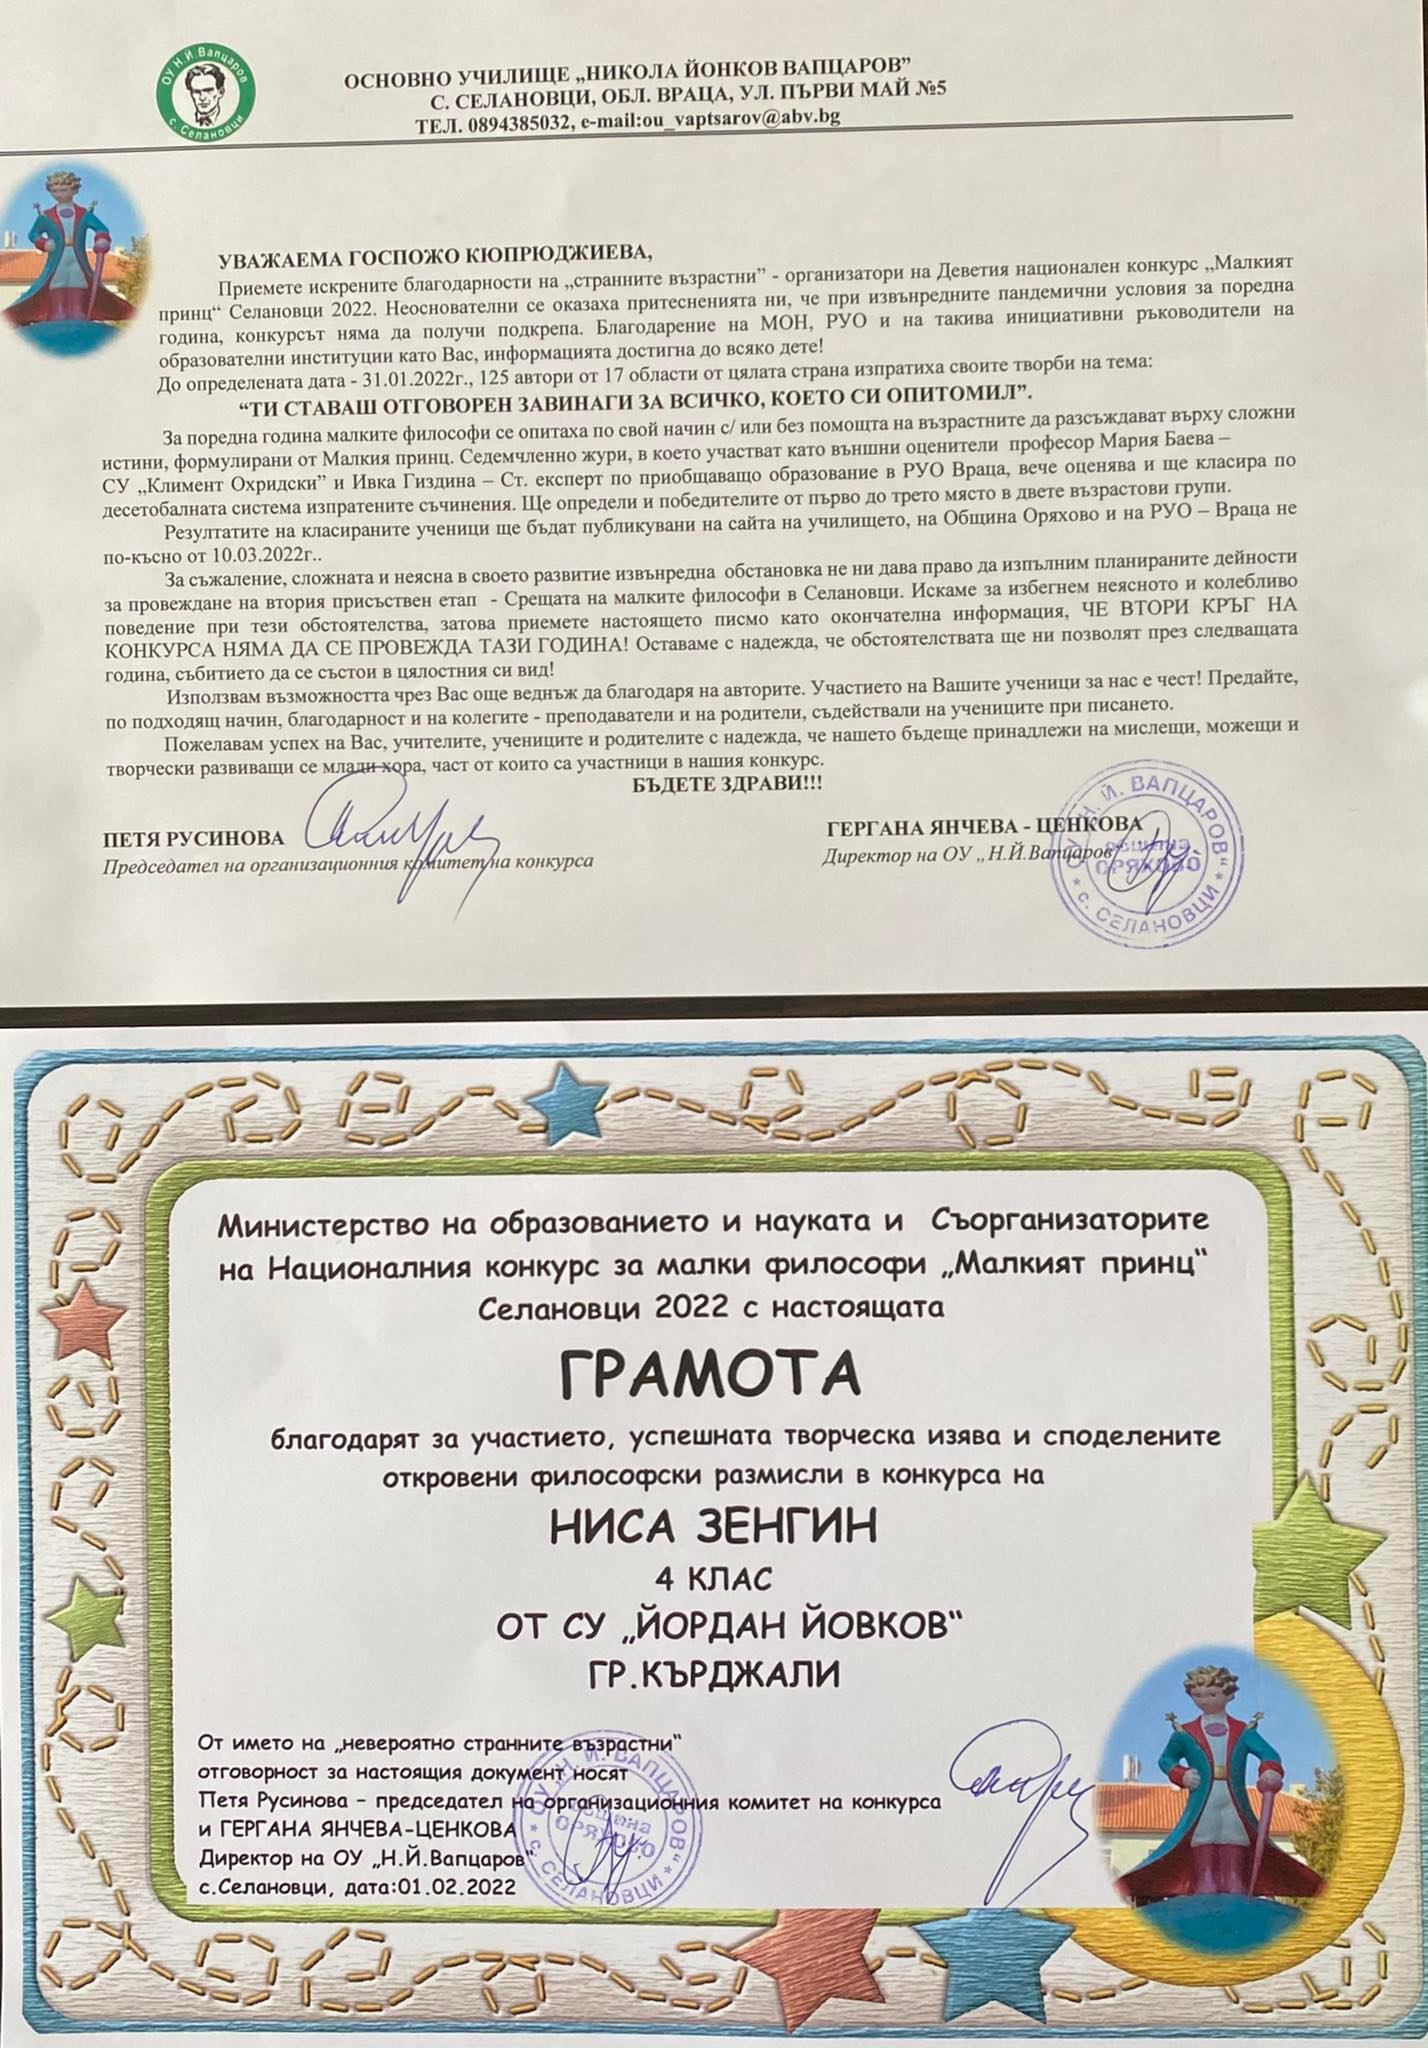 ОУ Н.Й.Вапцаров
с. Селановци
ОСНОВНО УЧИЛИЩЕ „НИКОЛА ЙОНКОВ ВАПЦАРОВ”
С. СЕЛАНОВЦИ, ОБЛ. ВРАЦА, УЛ. ПЪРВИ МАЙ №5
ТЕЛ. 0894385032, e-mail:ou_vaptsarov@abv.bg
УВАЖАЕМА ГОСПОЖО КЮПРЮДЖИЕВА,
Приемете искрените благодарности на „странните възрастни” - организатори на Деветия национален конкурс „Малкият
принц“ Селановци 2022. Неоснователни се оказаха притесненията ни, че при извънредните пандемични условия за поредна
година, конкурсът няма да получи подкрепа. Благодарение на МОН, РУО и на такива инициативни ръководители на
образователни институции като Вас, информацията достигна до всяко дете!
До определената дата - 31.01.2022г., 125 автори от 17 области от цялата страна изпратиха своите творби на тема:
“ТИ СТАВАШ ОТГОВОРЕН ЗАВИНАГИ ЗА ВСИЧКО, КОЕТО СИ ОПИТОМИЛ”.
За поредна година малките философи се опитаха по свой начин с/ или без помощта на възрастните да разсъждават върху сложни
истини, формулирани от Малкия принц. Седемчленно жури, в което участват като външни оценители професор Мария Баева –
СУ „Климент Охридски” и Ивка Гиздина – Ст. експерт по приобщаващо образование в РУО Враца, вече оценява и ще класира по
десетобалната система изпратените съчинения. Ще определи и победителите от първо до трето място в двете възрастови групи.
Резултатите на класираните ученици ще бъдат публикувани на сайта на училището, на Община Оряхово и на РУО – Враца не
по-късно от 10.03.2022г..
За съжаление, сложната и неясна в своето развитие извънредна обстановка не ни дава право да изпълним планираните дейности
за провеждане на втория присъствен етап - Срещата на малките философи в Селановци. Искаме за избегнем неясното и колебливо
поведение при тези обстоятелства, затова приемете настоящето писмо като окончателна информация, ЧЕ ВТОРИ КРЪГ НА
КОНКУРСА НЯМА ДА СЕ ПРОВЕЖДА ТАЗИ ГОДИНА! Оставаме с надежда, че обстоятелствата ще ни позволят през следващата
година, събитието да се състои в цялостния си вид!
Използвам възможността чрез Вас още веднъж да благодаря на авторите. Участието на Вашите ученици за нас е чест! Предайте,
по подходящ начин, благодарност и на колегите - преподаватели и на родители, съдействали на учениците при писането.
Пожелавам успех на Вас, учителите, учениците и родителите с надежда, че нашето бъдеще принадлежи на мислещи, можещи и
творчески развиващи се млади хора, част от които са участници в нашия конкурс.
БЪДЕТЕ ЗДРАВИ!!!
ПЕТЯ РУСИНОВА
Председател на организационния комитет на конкурса
ГЕРГАНА ЯНЧЕВА - ЦЕНКОВА
Директор на ОУ „Н.Й.Вапцаров”
ОУ „Н. Й. ВАПЦАРОВ“
община
ОРЯХОВО
* с. СЕЛАНОВЦИ *
Министерство на образованието и науката и Съорганизаторите
на Националния конкурс за малки философи „Малкият принц“
Селановци 2022 с настоящата
ГРАМОТА
благодарят за участието, успешната творческа изява и споделените
откровени философски размисли в конкурса на
НИСА ЗЕНГИН
4 КЛАС
ОТ СУ „ЙОРДАН ЙОВКОВ“
ГР.КЪРДЖАЛИ
От името на „невероятно странните възрастни“
отговорност за настоящия документ носят
Петя Русинова – председател на организационния комитет на конкурса
и ГЕРГАНА ЯНЧЕВА-ЦЕНКОВА
Директор на ОУ „Н.Й.Вапцаров“
с.Селановци, дата:01.02.2022
ОУ „Н. Й. ВАПЦАРОВ“
община
ОРЯХОВО
* с. СЕЛАНОВЦИ *